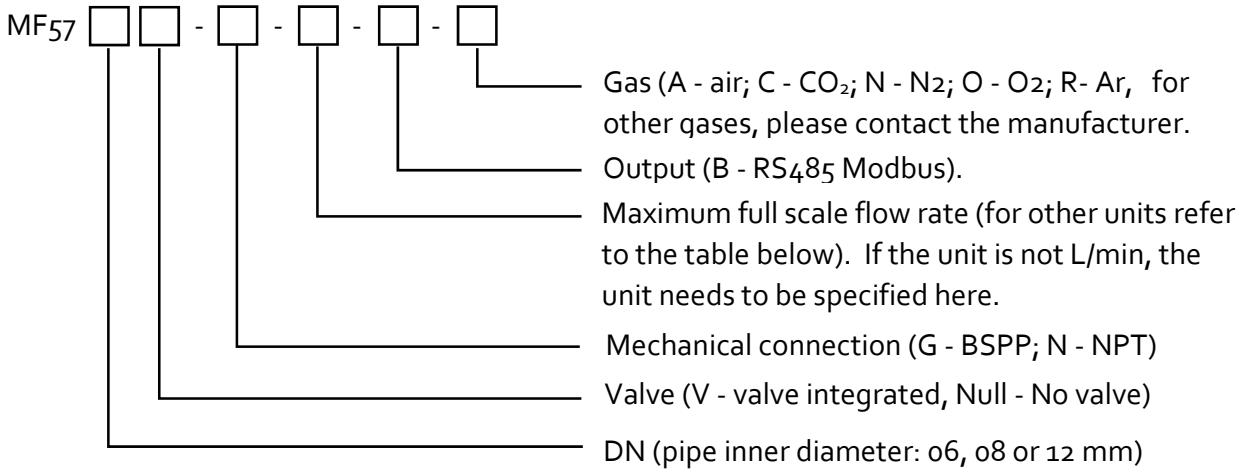 MF57 - - - -
Gas (A - air; C - CO₂; N - N2; O - O2; R- Ar, for
other gases, please contact the manufacturer.
Output (B - RS485 Modbus).
Maximum full scale flow rate (for other units refer
to the table below). If the unit is not L/min, the
unit needs to be specified here.
Mechanical connection (G - BSPP; N - NPT)
Valve (V - valve integrated, Null - No valve)
DN (pipe inner diameter: 06, 08 or 12 mm)